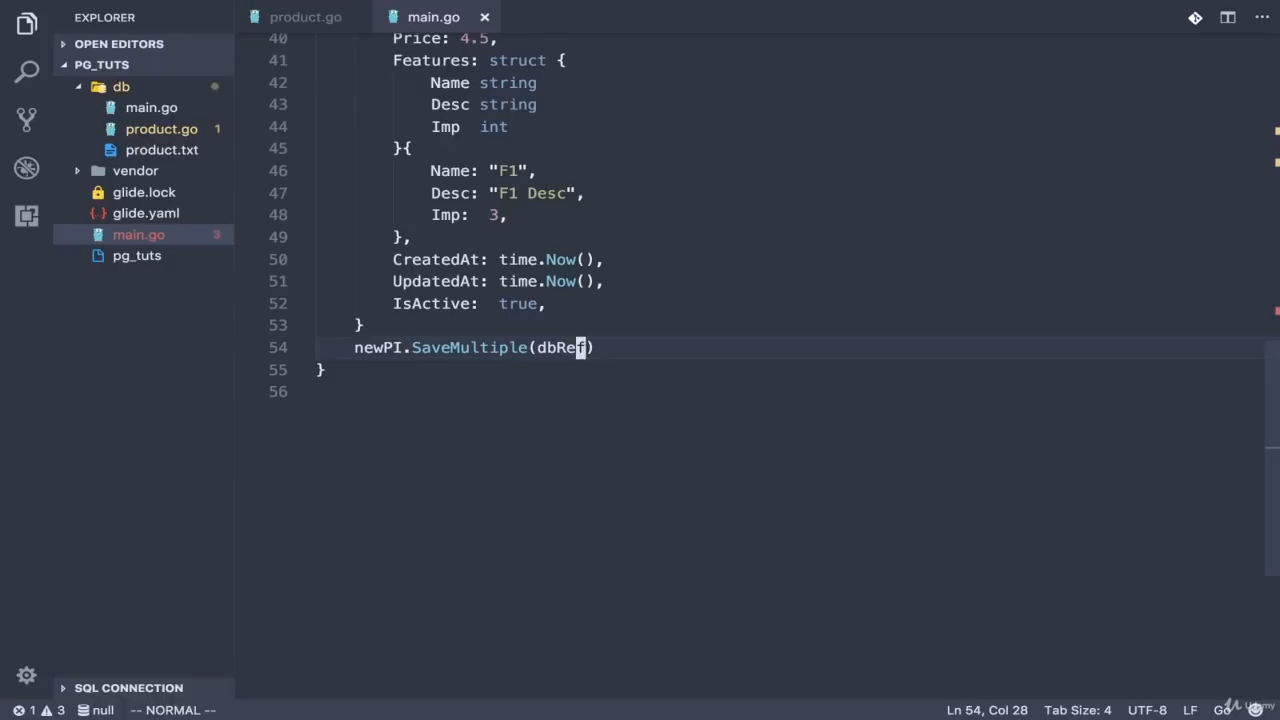 EXPLORER
product.go
main.go
OPEN EDITORS
PG_TUTS
db
main.go
product.go 1
product.txt
vendor
glide.lock
glide.yaml
main.go 3
pg_tuts
40 Price: 4.5,
41 Features: struct {
42 Name string
43 Desc string
44 Imp int
45 }{
46 Name: "F1",
47 Desc: "F1 Desc",
48 Imp: 3,
49 },
50 CreatedAt: time.Now(),
51 UpdatedAt: time.Now(),
52 IsActive: true,
53 }
54 newPI.SaveMultiple(dbRef)
55 }
56
SQL CONNECTION
1 3 null -- NORMAL -- Ln 54, Col 28 Tab Size: 4 UTF-8 LF Go
Udemy